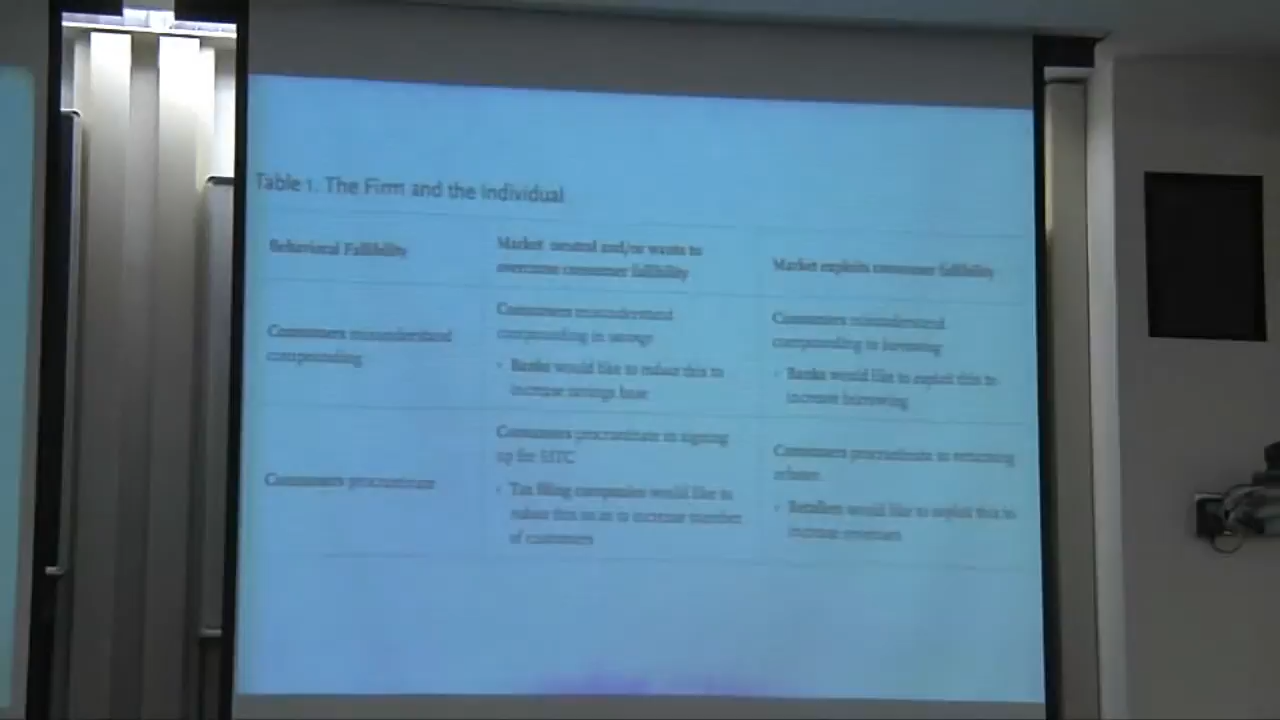 Table 1. The Firm and the Individual
Behavioral Fallibility
Market neutral and/or wants to
overcome consumer fallibility
Market exploits consumer fallibility
Consumers misunderstand
compounding
Consumers misunderstand
compounding in savings
• Banks would like to reduce this to
increase savings base
Consumers misunderstand
compounding in borrowing
• Banks would like to exploit this to
increase borrowing
Consumers procrastinate
Consumers procrastinate in signing
up for EITC
• Tax filing companies would like to
reduce this so as to increase number
of customers
Consumers procrastinate in returning
rebates
• Retailers would like to exploit this to
increase revenues